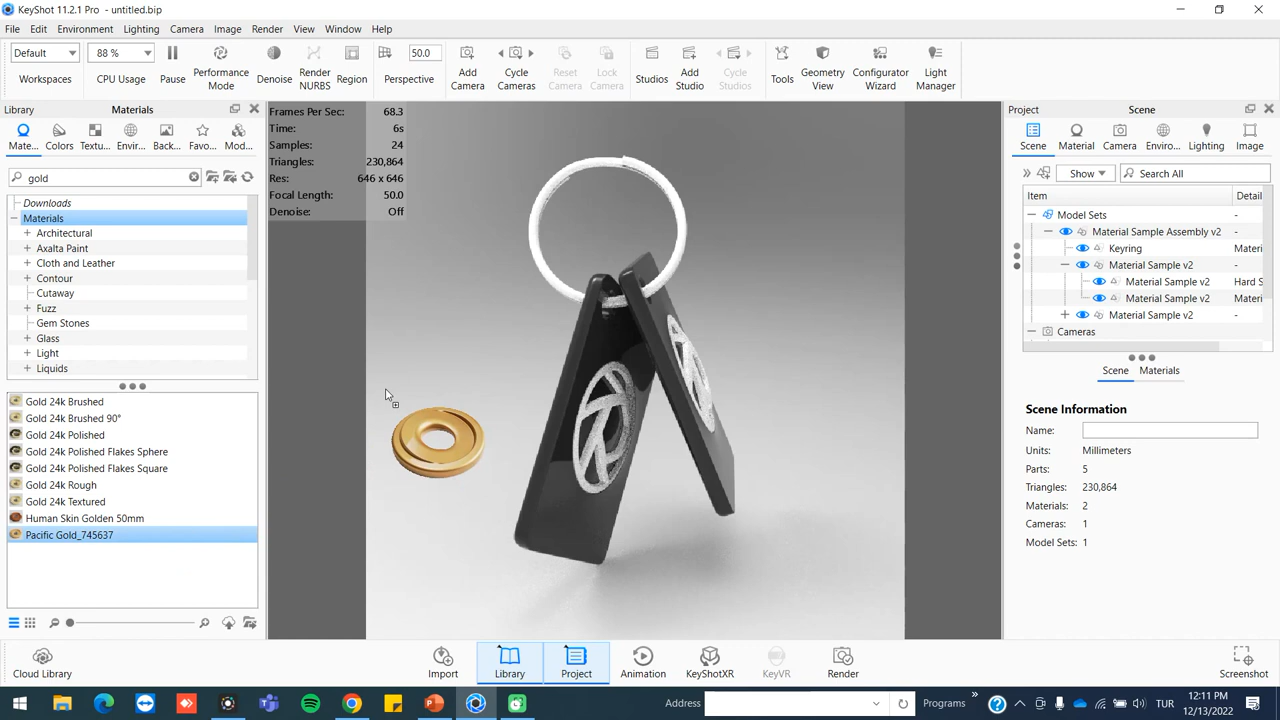 KeyShot 11.2.1 Pro - untitled.bip
File Edit Environment Lighting Camera Image Render View Window Help
Default 88 % 50.0
Workspaces CPU Usage Pause Performance Mode Denoise Render NURBS Region Perspective Add Camera Cycle Cameras Reset Camera Lock Camera Studios Add Studio Cycle Studios Tools Geometry View Configurator Wizard Light Manager
Library Materials
Mate... Colors Textu... Envir... Back... Favo... Mod...
gold
Downloads
Materials
Architectural
Axalta Paint
Cloth and Leather
Contour
Cutaway
Fuzz
Gem Stones
Glass
Light
Liquids
Gold 24k Brushed
Gold 24k Brushed 90°
Gold 24k Polished
Gold 24k Polished Flakes Sphere
Gold 24k Polished Flakes Square
Gold 24k Rough
Gold 24k Textured
Human Skin Golden 50mm
Pacific Gold_745637
Frames Per Sec: 68.3
Time: 6s
Samples: 24
Triangles: 230,864
Res: 646 x 646
Focal Length: 50.0
Denoise: Off
Project Scene
Scene Material Camera Enviro... Lighting Image
Show Search All
Item Detail
Model Sets -
Material Sample Assembly v2 -
Keyring Materi
Material Sample v2 -
Material Sample v2 Hard S
Material Sample v2 Materi
Material Sample v2 -
Cameras -
Scene Materials
Scene Information
Name:
Units: Millimeters
Parts: 5
Triangles: 230,864
Materials: 2
Cameras: 1
Model Sets: 1
Cloud Library Import Library Project Animation KeyShotXR KeyVR Render Screenshot
Address Programs » TUR 12:11 PM
12/13/2022